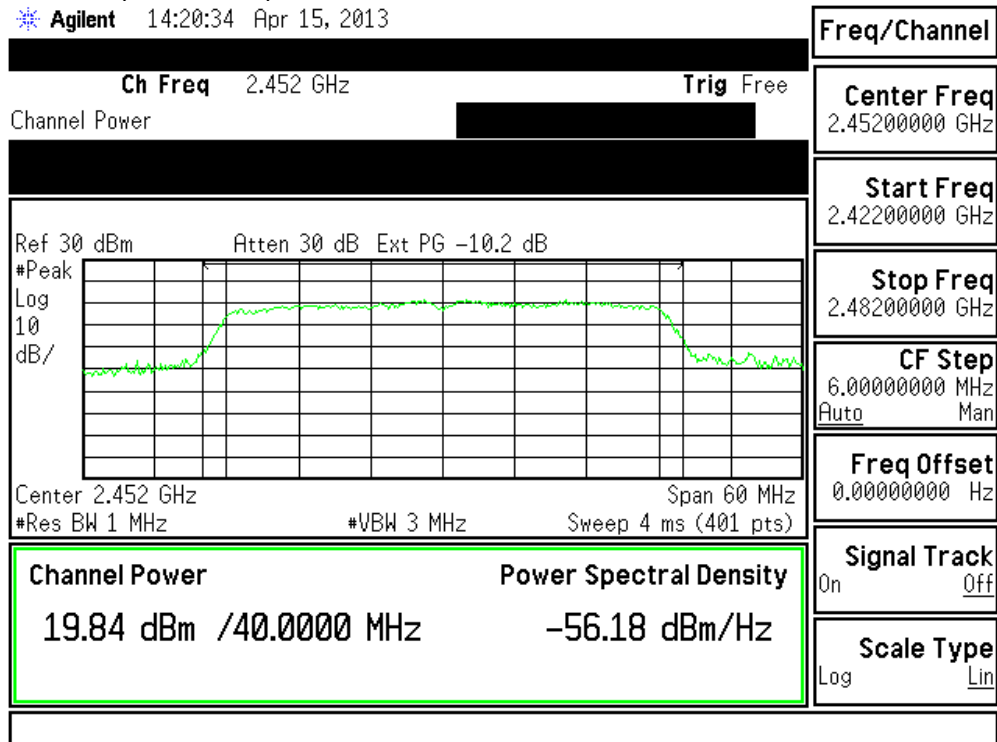 Agilent 14:20:34 Apr 15, 2013
Ch Freq 2.452 GHz Trig Free
Channel Power
Ref 30 dBm Atten 30 dB Ext PG -10.2 dB
#Peak
Log
10
dB/
Center 2.452 GHz Span 60 MHz
#Res BW 1 MHz #VBW 3 MHz Sweep 4 ms (401 pts)
Channel Power Power Spectral Density
19.84 dBm /40.0000 MHz -56.18 dBm/Hz
Freq/Channel
Center Freq
2.45200000 GHz
Start Freq
2.42200000 GHz
Stop Freq
2.48200000 GHz
CF Step
6.00000000 MHz
Auto Man
Freq Offset
0.00000000 Hz
Signal Track
On Off
Scale Type
Log Lin